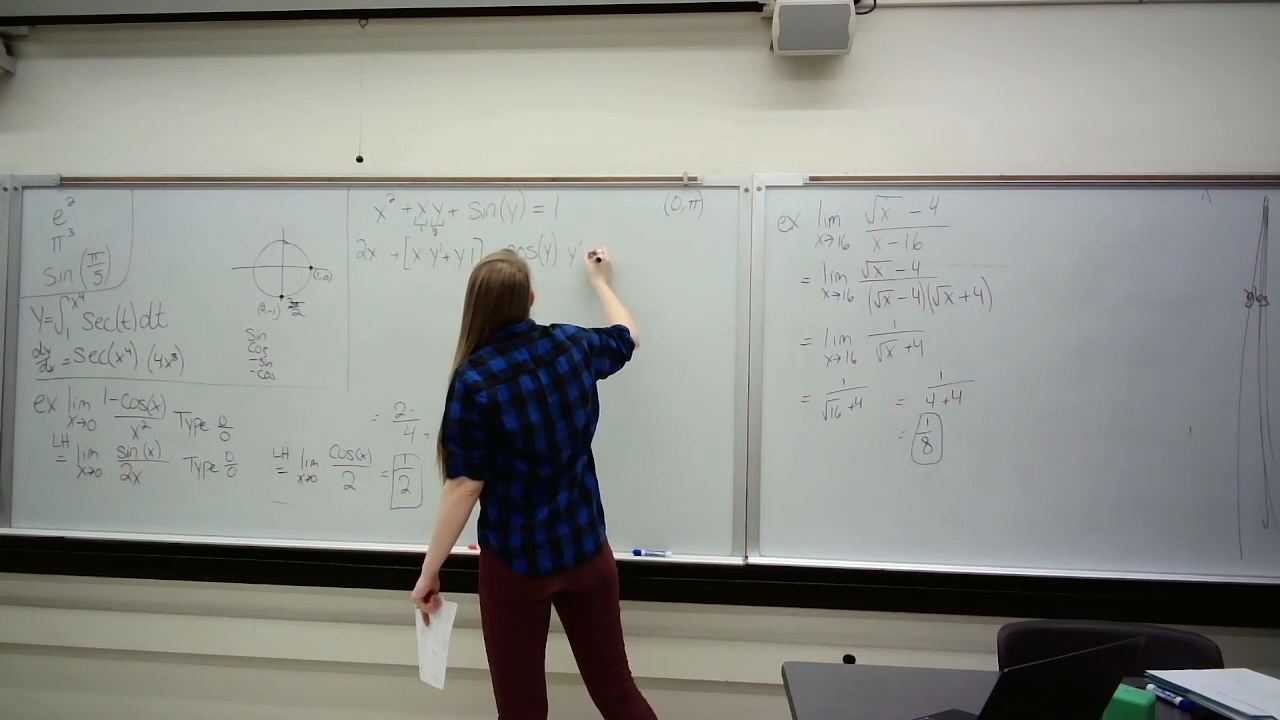 e²
π³
sin(π/5)
y = ∫₁^x⁴ sec(t)dt
dy/dx = sec(x⁴) (4x³)
(1,0)
(0,-1) 3π/2
sin
cos
-sin
-cos
ex lim x→0 1-cos(x)/x² Type 0/0
LH = lim x→0 sin(x)/2x Type 0/0 LH = lim x→0 cos(x)/2 = 1/2
x² + xy + sin(y) = 1 (0,π)
2x + [x y' + y 1] cos(y) · y'
ex lim x→16 √x - 4/x - 16
= lim x→16 √x - 4/(√x - 4)(√x + 4)
= lim x→16 1/√x + 4
= 1/√16 + 4 = 1/4 + 4
= 1/8